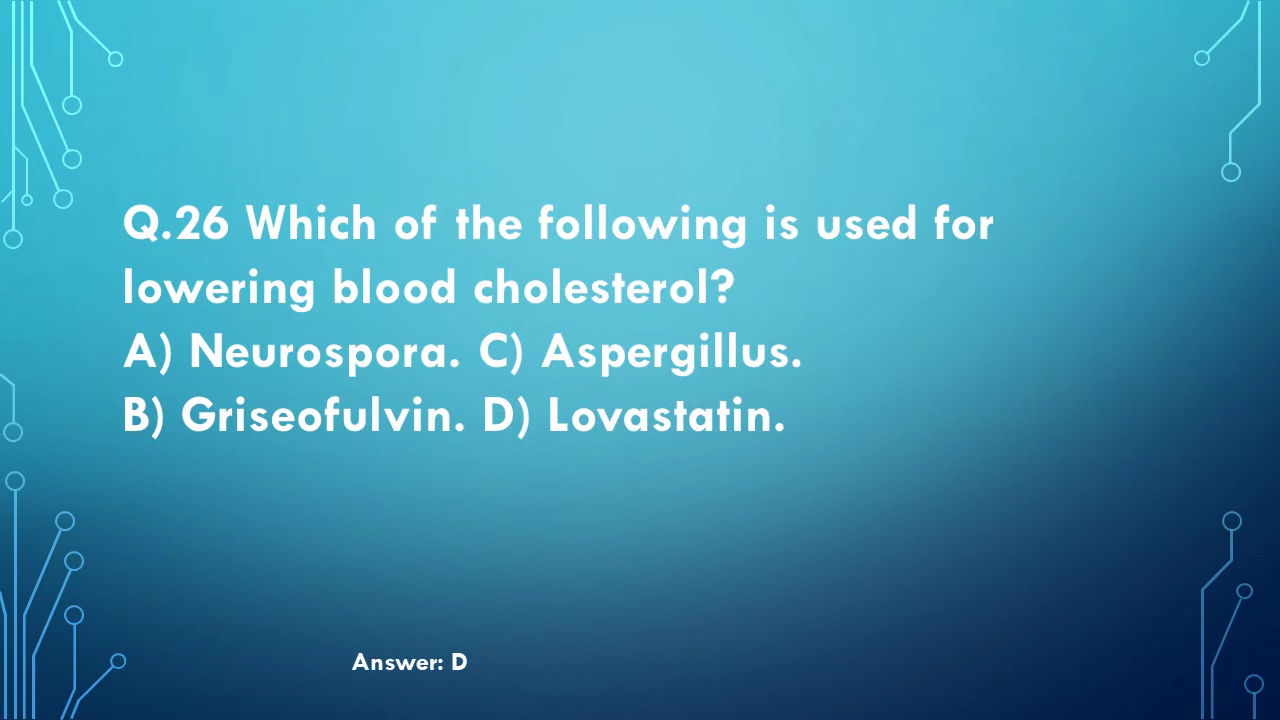 Q.26 Which of the following is used for
lowering blood cholesterol?
A) Neurospora. C) Aspergillus.
B) Griseofulvin. D) Lovastatin.
Answer: D